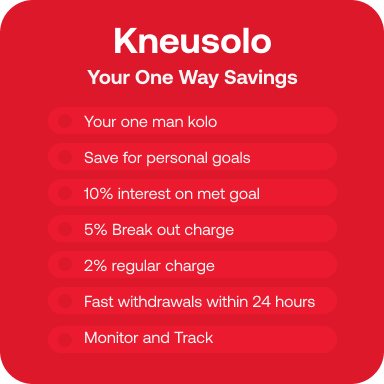 Kneusolo
Your One Way Savings
Your one man kolo
Save for personal goals
10% interest on met goal
5% Break out charge
2% regular charge
Fast withdrawals within 24 hours
Monitor and Track